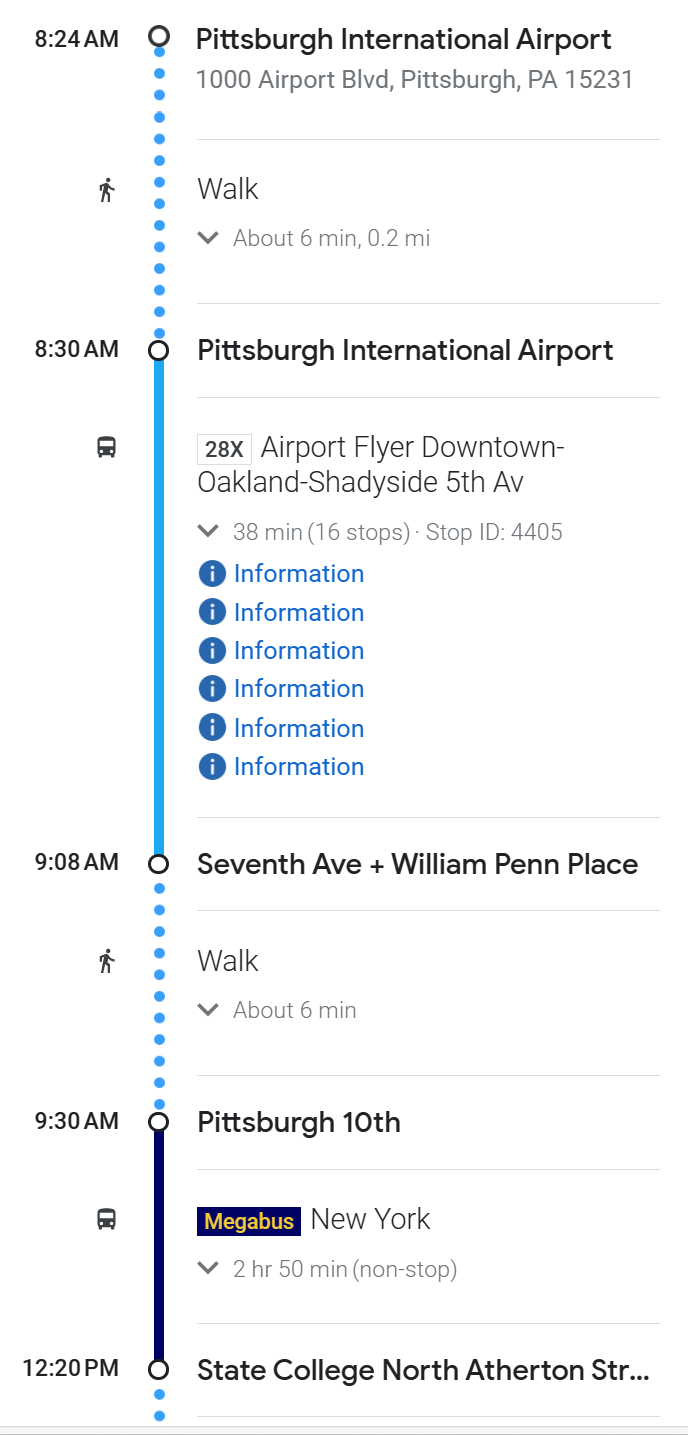 8:24 AM Pittsburgh International Airport
1000 Airport Blvd, Pittsburgh, PA 15231
Walk
About 6 min, 0.2 mi
8:30 AM Pittsburgh International Airport
28X Airport Flyer Downtown-
Oakland-Shadyside 5th Av
38 min (16 stops) · Stop ID: 4405
Information
Information
Information
Information
Information
Information
9:08 AM Seventh Ave + William Penn Place
Walk
About 6 min
9:30 AM Pittsburgh 10th
Megabus New York
2 hr 50 min (non-stop)
12:20 PM State College North Atherton Str...